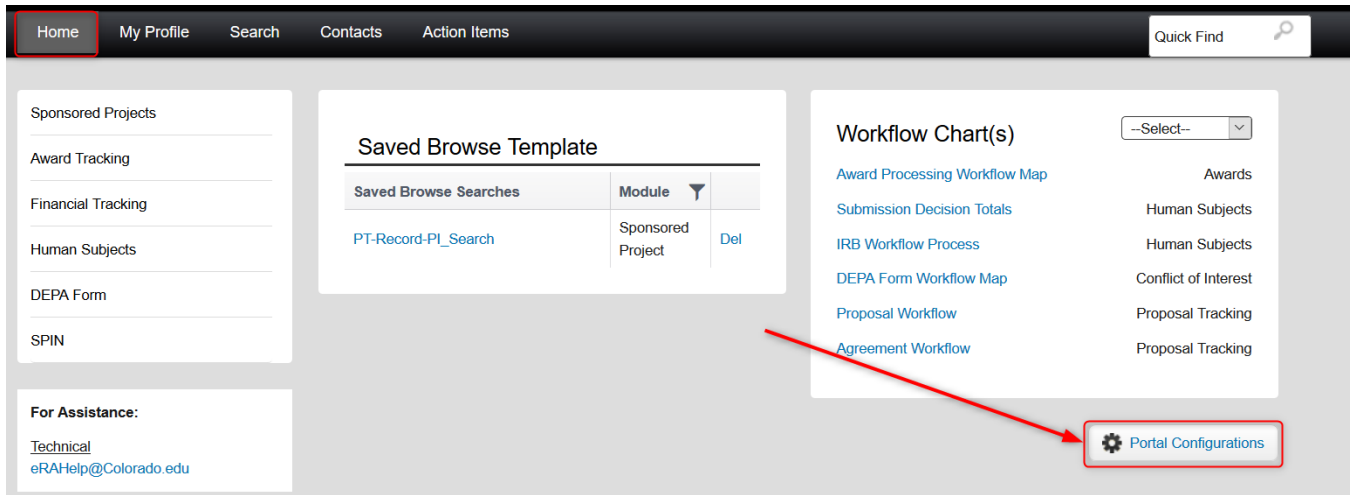 Home My Profile Search Contacts Action Items Quick Find
Sponsored Projects
Award Tracking
Financial Tracking
Human Subjects
DEPA Form
SPIN
For Assistance:
Technical
eRAHelp@Colorado.edu
Saved Browse Template
Saved Browse Searches Module
PT-Record-PI_Search Sponsored Project Del
Workflow Chart(s) --Select--
Award Processing Workflow Map Awards
Submission Decision Totals Human Subjects
IRB Workflow Process Human Subjects
DEPA Form Workflow Map Conflict of Interest
Proposal Workflow Proposal Tracking
Agreement Workflow Proposal Tracking
Portal Configurations